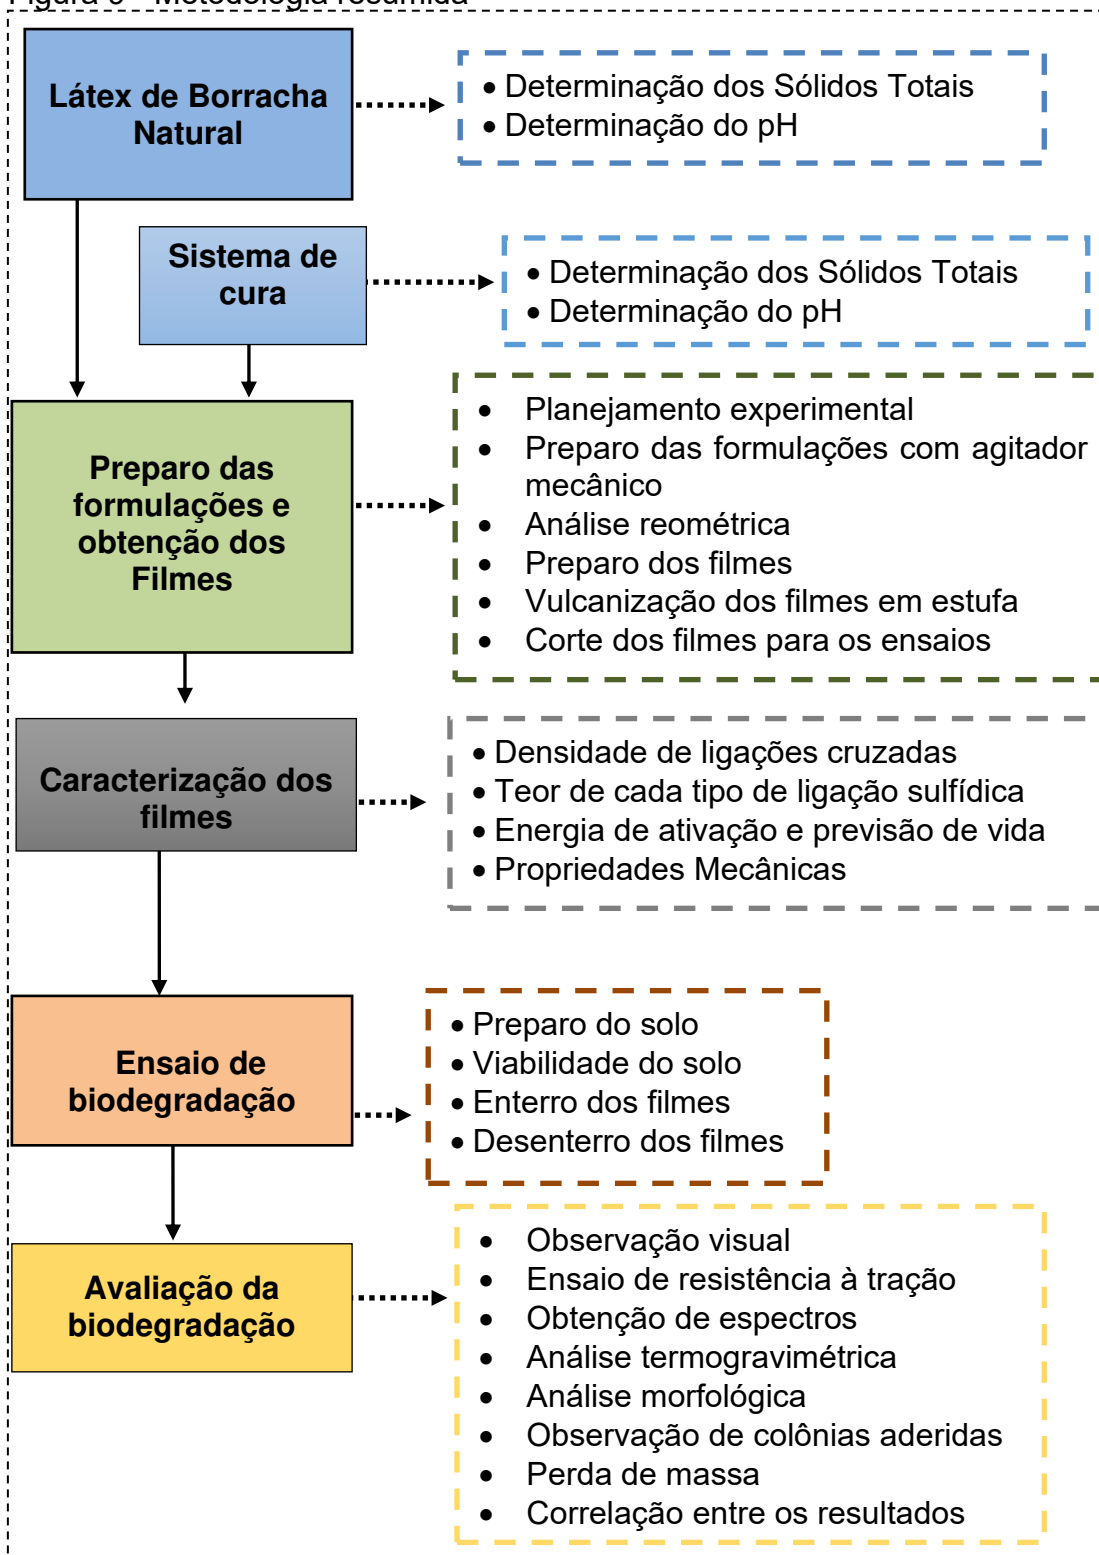 Metodologia resumida
Látex de Borracha
Natural
• Determinação dos Sólidos Totais
• Determinação do pH
Sistema de
cura
• Determinação dos Sólidos Totais
• Determinação do pH
Preparo das
formulações e
obtenção dos
Filmes
• Planejamento experimental
• Preparo das formulações com agitador
mecânico
• Análise reométrica
• Preparo dos filmes
• Vulcanização dos filmes em estufa
• Corte dos filmes para os ensaios
Caracterização dos
filmes
• Densidade de ligações cruzadas
• Teor de cada tipo de ligação sulfídica
• Energia de ativação e previsão de vida
• Propriedades Mecânicas
Ensaio de
biodegradação
• Preparo do solo
• Viabilidade do solo
• Enterro dos filmes
• Desenterro dos filmes
Avaliação da
biodegradação
• Observação visual
• Ensaio de resistência à tração
• Obtenção de espectros
• Análise termogravimétrica
• Análise morfológica
• Observação de colônias aderidas
• Perda de massa
• Correlação entre os resultados